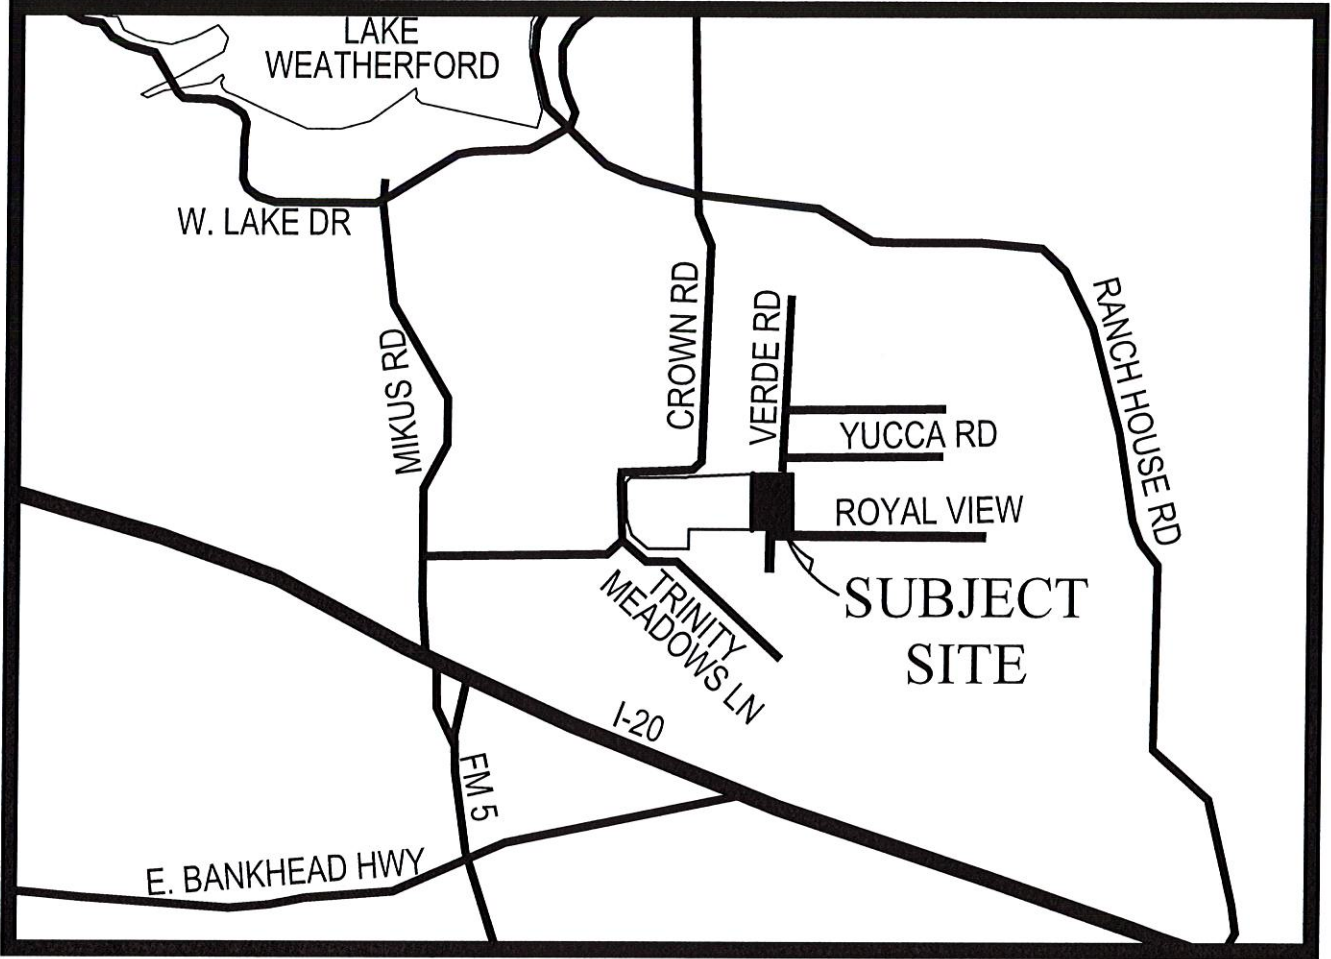 LAKE
WEATHERFORD
W. LAKE DR
MIKUS RD
CROWN RD
VERDE RD
RANCH HOUSE RD
YUCCA RD
ROYAL VIEW
SUBJECT
SITE
TRINITY
MEADOWS LN
I-20
FM 5
E. BANKHEAD HWY